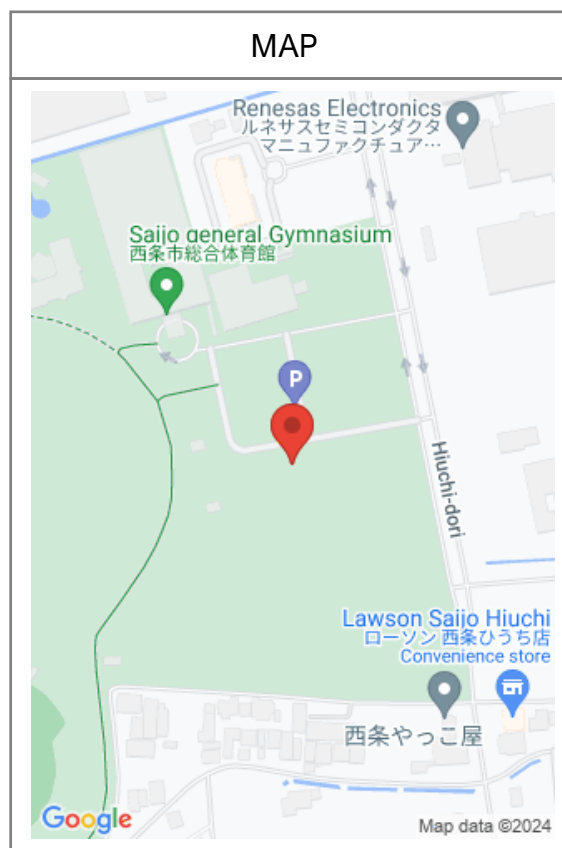 MAP
Renesas Electronics
ルネサスセミコンダクタ
マニュファクチュア…
Saijo general Gymnasium
西条市総合体育館
P
Hiuchi-dori
Lawson Saijo Hiuchi
ローソン 西条ひうち店
Convenience store
西条やっこ屋
Google
Map data ©2024